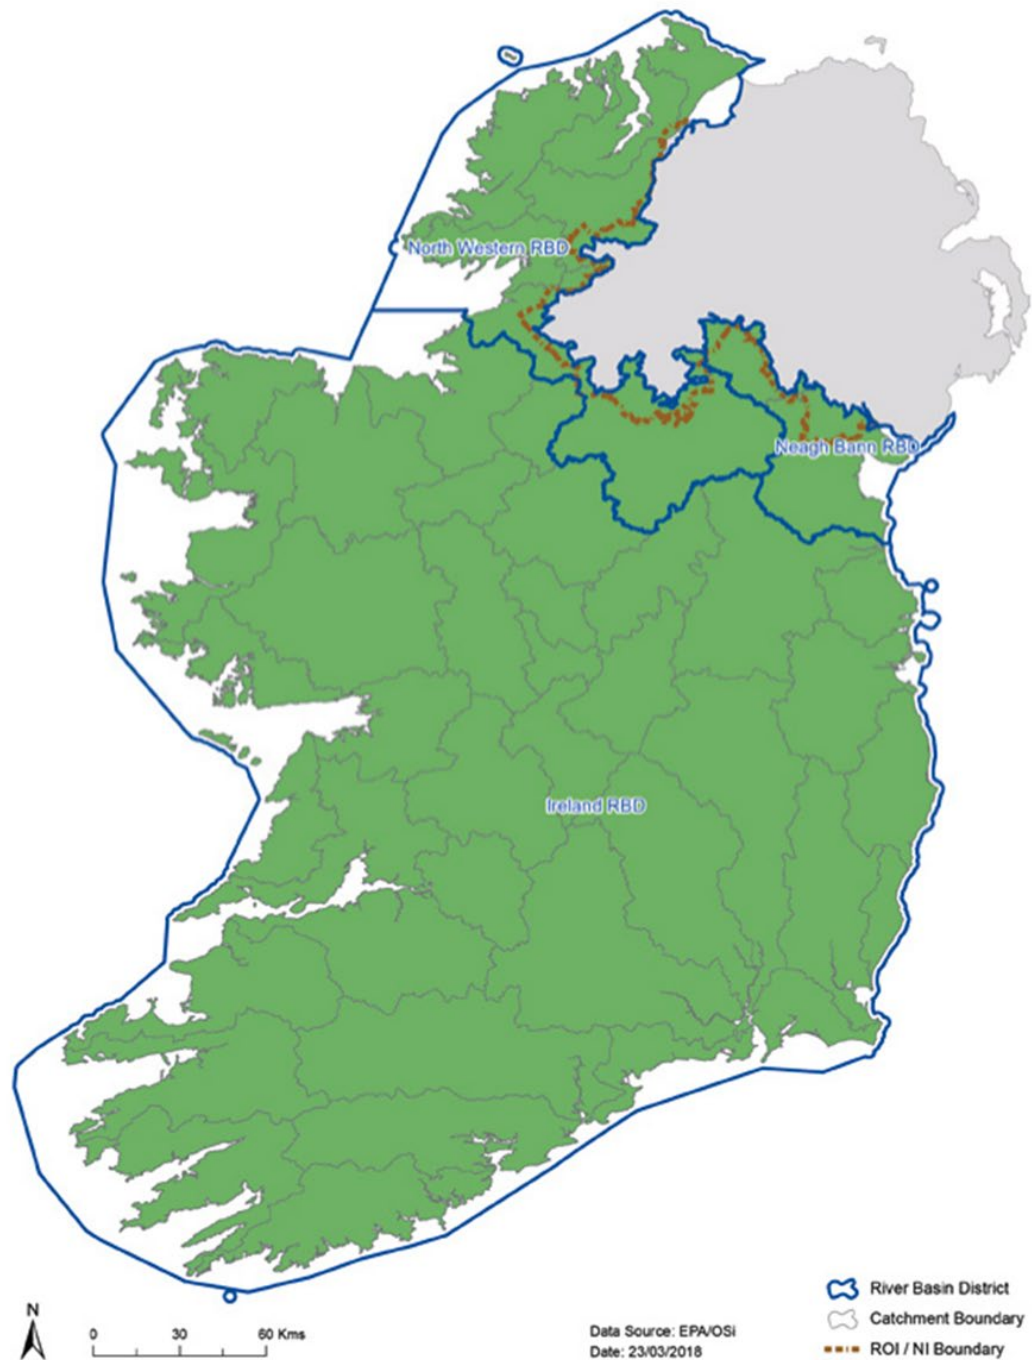 North Western RBD
Neagh Bann RBD
Ireland RBD
River Basin District
N
Catchment Boundary
0 30 60 Kms
Data Source: EPA/OSi
ROI / NI Boundary
Date: 23/03/2018